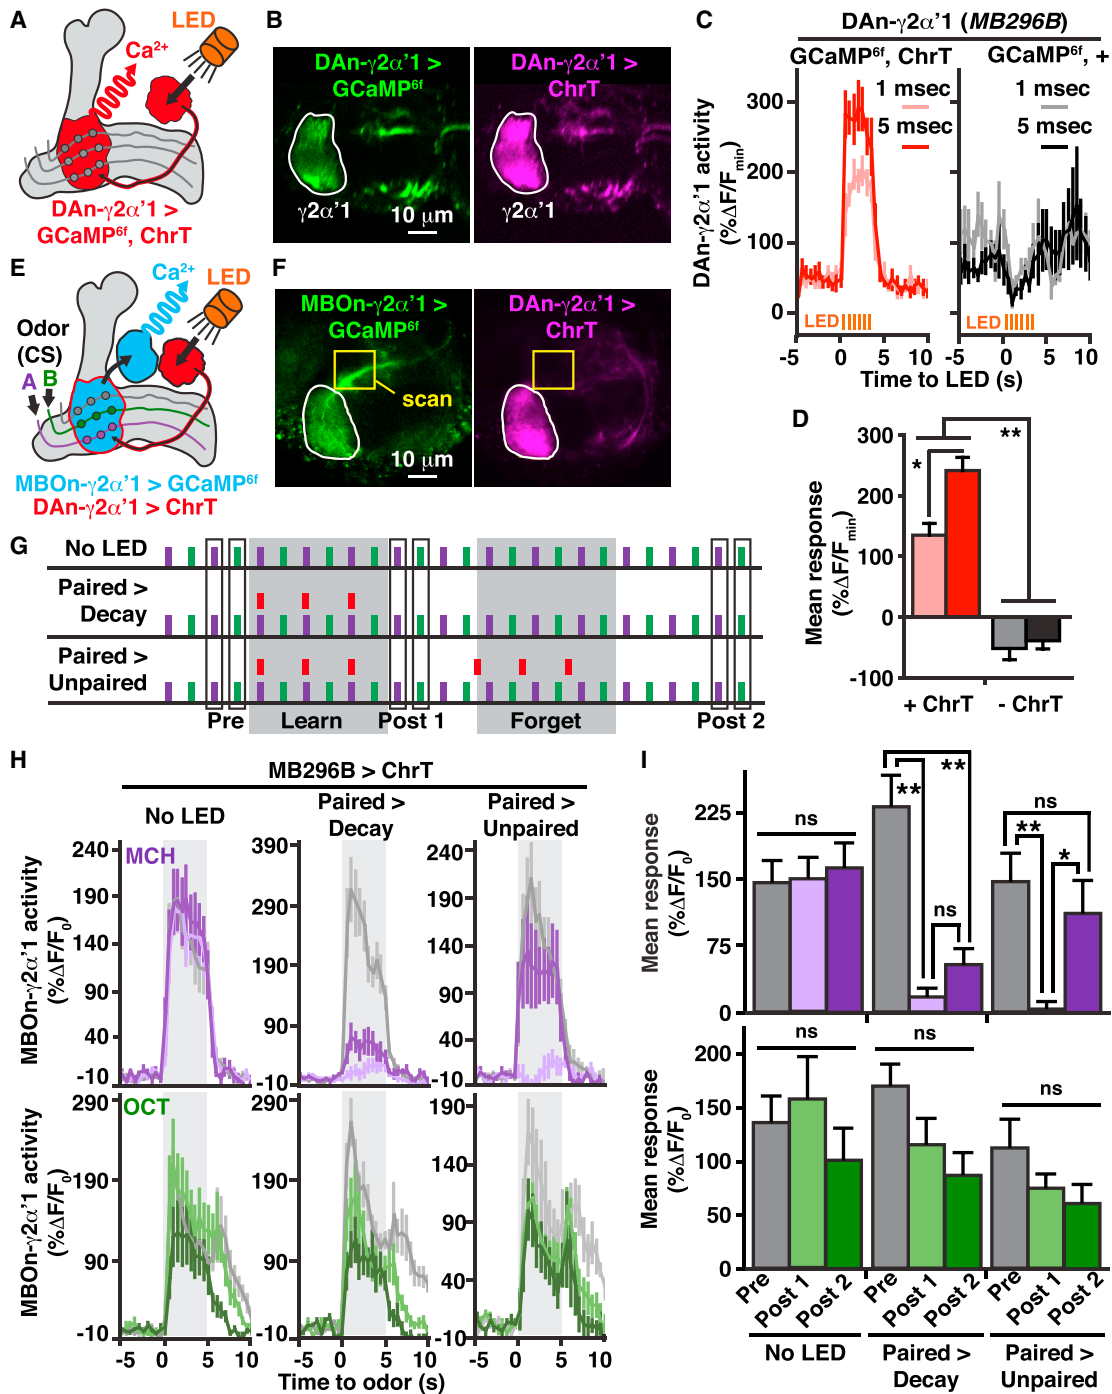 A
LED
Ca2+
DAn-γ2α'1 >
GCaMP6f, ChrT
B
DAn-γ2α'1 >
GCaMP6f
γ2α'1
10 μm
DAn-γ2α'1 >
ChrT
γ2α'1
C
DAn-γ2α'1 (MB296B)
GCaMP6f, ChrT
GCaMP6f, +
1 msec
5 msec
1 msec
5 msec
DAn-γ2α'1 activity
(%ΔF/Fmin)
300
200
100
0
LED
LED
-5 0 5 10
-5 0 5 10
Time to LED (s)
D
Mean response
(%ΔF/Fmin)
300
200
100
0
-100
*
**
+ ChrT
- ChrT
E
Ca2+
LED
Odor
(CS)
A
B
MBOn-γ2α'1 > GCaMP6f
DAn-γ2α'1 > ChrT
F
MBOn-γ2α'1 >
GCaMP6f
scan
10 μm
DAn-γ2α'1 >
ChrT
G
No LED
Paired >
Decay
Paired >
Unpaired
Pre
Learn
Post 1
Forget
Post 2
H
MB296B > ChrT
No LED
Paired >
Decay
Paired >
Unpaired
MBOn-γ2α'1 activity
(%ΔF/F0)
MCH
240
190
140
90
40
-10
390
290
190
90
-10
240
190
140
90
40
-10
MBOn-γ2α'1 activity
(%ΔF/F0)
OCT
290
190
90
-10
290
190
90
-10
190
140
90
40
-10
-5 0 5 10
-5 0 5 10
-5 0 5 10
Time to odor (s)
I
Mean response
(%ΔF/F0)
225
150
75
0
ns
**
**
ns
ns
**
*
Mean response
(%ΔF/F0)
200
150
100
50
0
ns
ns
ns
Pre
Post 1
Post 2
Pre
Post 1
Post 2
Pre
Post 1
Post 2
No LED
Paired >
Decay
Paired >
Unpaired